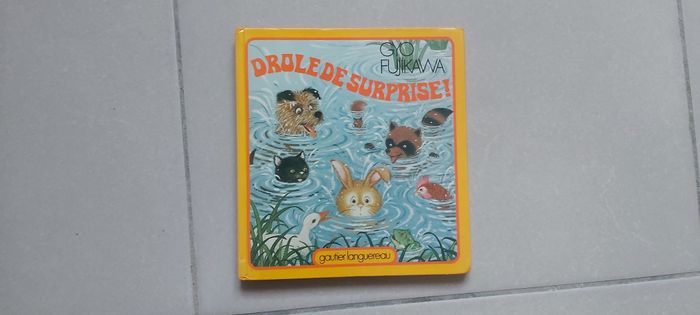 GYO
FUJIKAWA
DROLE DE SURPRISE!
gautier languereau